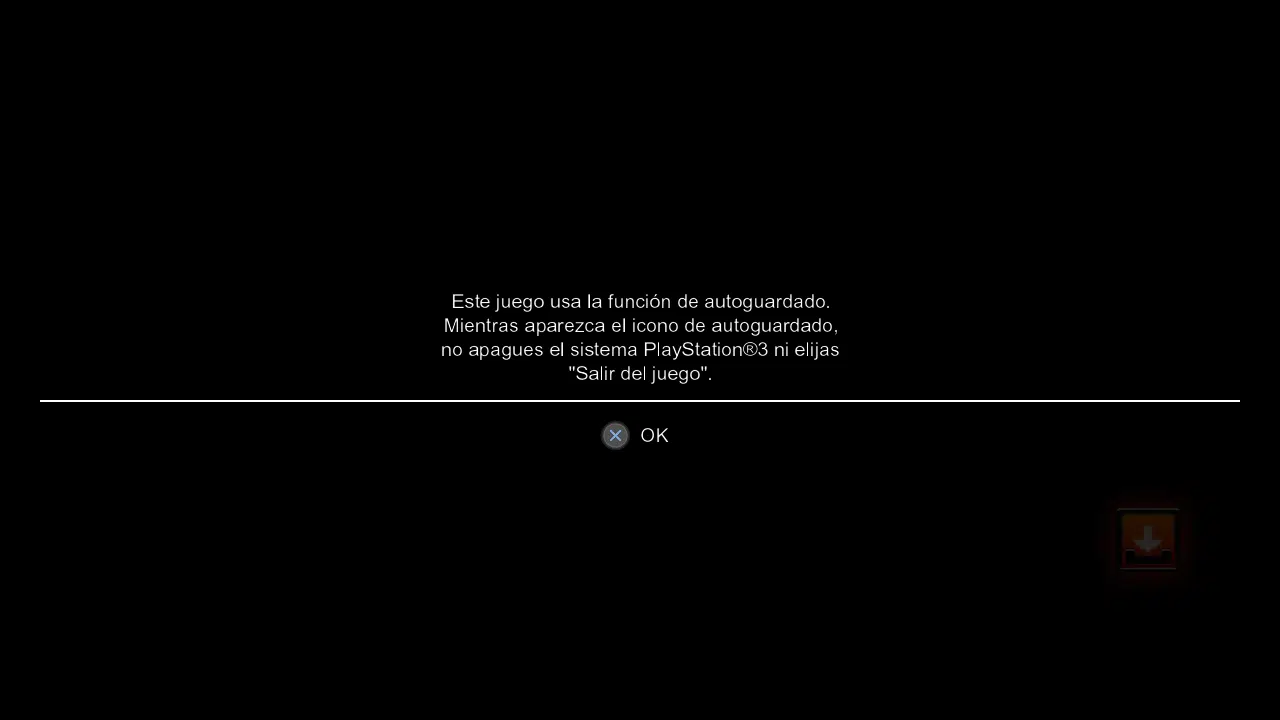 Este juego usa la función de autoguardado.
Mientras aparezca el icono de autoguardado,
no apagues el sistema PlayStation®3 ni elijas
"Salir del juego".
OK